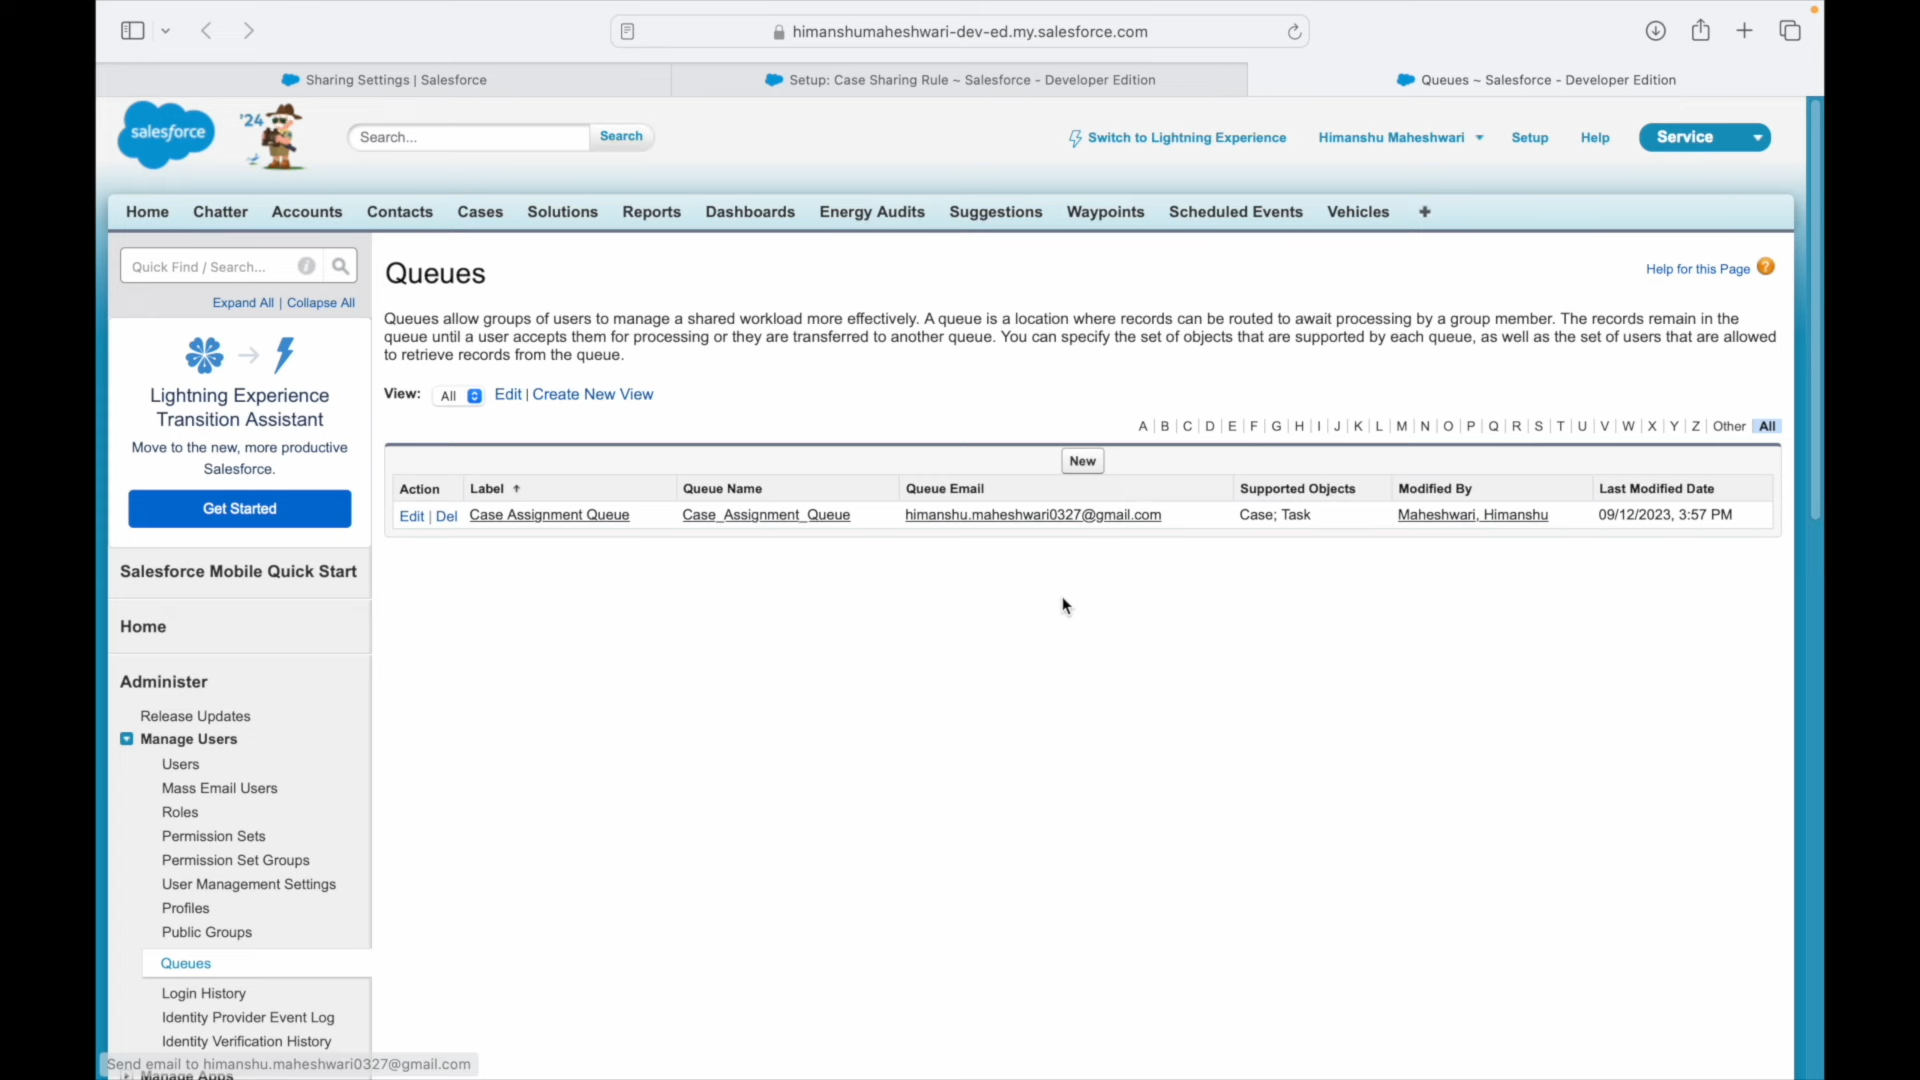 himanshumaheshwari-dev-ed.my.salesforce.com
Sharing Settings | Salesforce
Setup: Case Sharing Rule ~ Salesforce - Developer Edition
Queues ~ Salesforce - Developer Edition
salesforce
'24
Search...
Search
Switch to Lightning Experience
Himanshu Maheshwari
Setup
Help
Service
Home Chatter Accounts Contacts Cases Solutions Reports Dashboards Energy Audits Suggestions Waypoints Scheduled Events Vehicles +
Quick Find / Search...
Expand All | Collapse All
Lightning Experience
Transition Assistant
Move to the new, more productive
Salesforce.
Get Started
Salesforce Mobile Quick Start
Home
Administer
Release Updates
Manage Users
Users
Mass Email Users
Roles
Permission Sets
Permission Set Groups
User Management Settings
Profiles
Public Groups
Queues
Login History
Identity Provider Event Log
Identity Verification History
Manage Apps
Send email to himanshu.maheshwari0327@gmail.com
Queues
Help for this Page ?
Queues allow groups of users to manage a shared workload more effectively. A queue is a location where records can be routed to await processing by a group member. The records remain in the
queue until a user accepts them for processing or they are transferred to another queue. You can specify the set of objects that are supported by each queue, as well as the set of users that are allowed
to retrieve records from the queue.
View: All Edit | Create New View
A | B | C | D | E | F | G | H | I | J | K | L | M | N | O | P | Q | R | S | T | U | V | W | X | Y | Z | Other All
New
Action Label Queue Name Queue Email Supported Objects Modified By Last Modified Date
Edit | Del Case Assignment Queue Case_Assignment_Queue himanshu.maheshwari0327@gmail.com Case; Task Maheshwari, Himanshu 09/12/2023, 3:57 PM